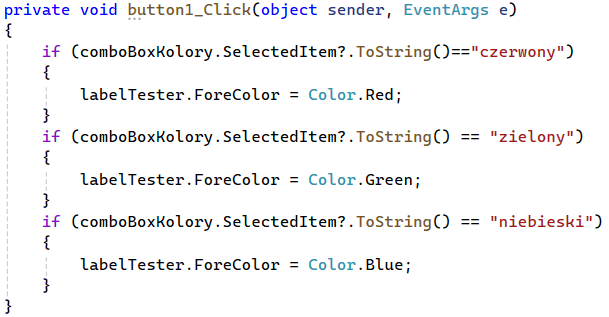 private void button1_Click(object sender, EventArgs e)
{
    if (comboBoxKolory.SelectedItem?.ToString()=="czerwony")
    {
        labelTester.ForeColor = Color.Red;
    }
    if (comboBoxKolory.SelectedItem?.ToString() == "zielony")
    {
        labelTester.ForeColor = Color.Green;
    }
    if (comboBoxKolory.SelectedItem?.ToString() == "niebieski")
    {
        labelTester.ForeColor = Color.Blue;
    }
}